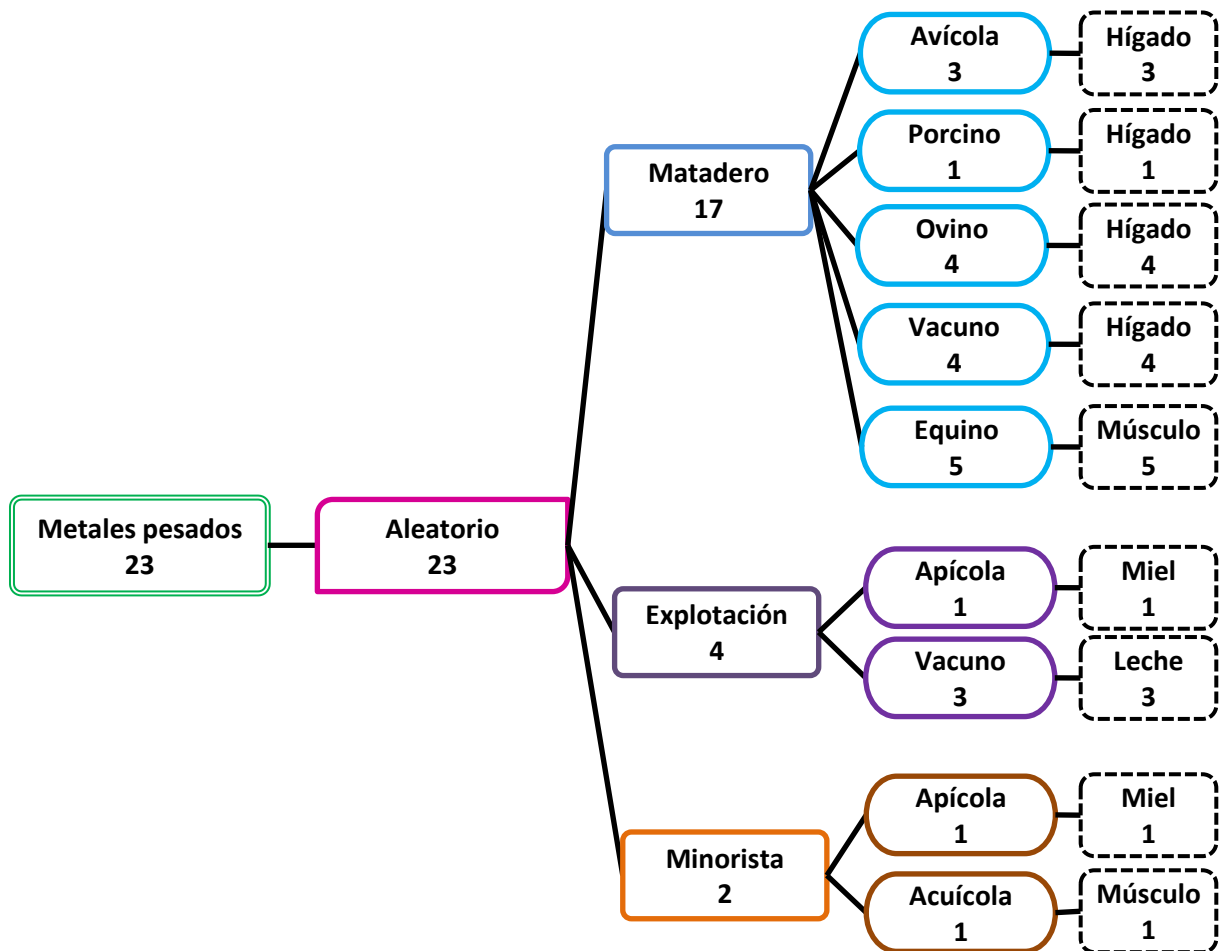 Metales pesados
23
Aleatorio
23
Matadero
17
Avícola
3
Hígado
3
Porcino
1
Hígado
1
Ovino
4
Hígado
4
Vacuno
4
Hígado
4
Equino
5
Músculo
5
Explotación
4
Apícola
1
Miel
1
Vacuno
3
Leche
3
Minorista
2
Apícola
1
Miel
1
Acuícola
1
Músculo
1